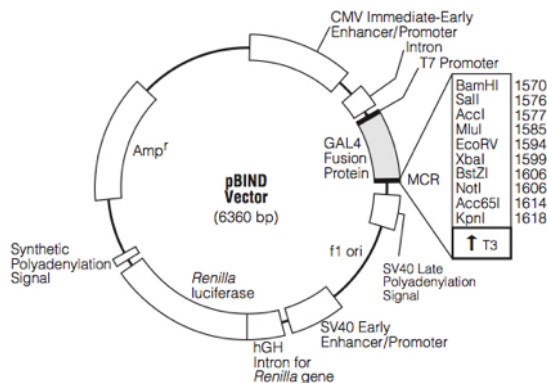 CMV Immediate-Early
Enhancer/Promoter
Intron
T7 Promoter
BamHI 1570
SalI 1576
AccI 1577
MluI 1585
EcoRV 1594
XbaI 1599
BstZI 1606
NotI 1606
Acc65I 1614
KpnI 1618
↑ T3
MCR
GAL4
Fusion
Protein
Ampr
pBIND
Vector
(6360 bp)
f1 ori
SV40 Late
Polyadenylation
Signal
Synthetic
Polyadenylation
Signal
Renilla
luciferase
SV40 Early
Enhancer/Promoter
hGH
Intron for
Renilla gene